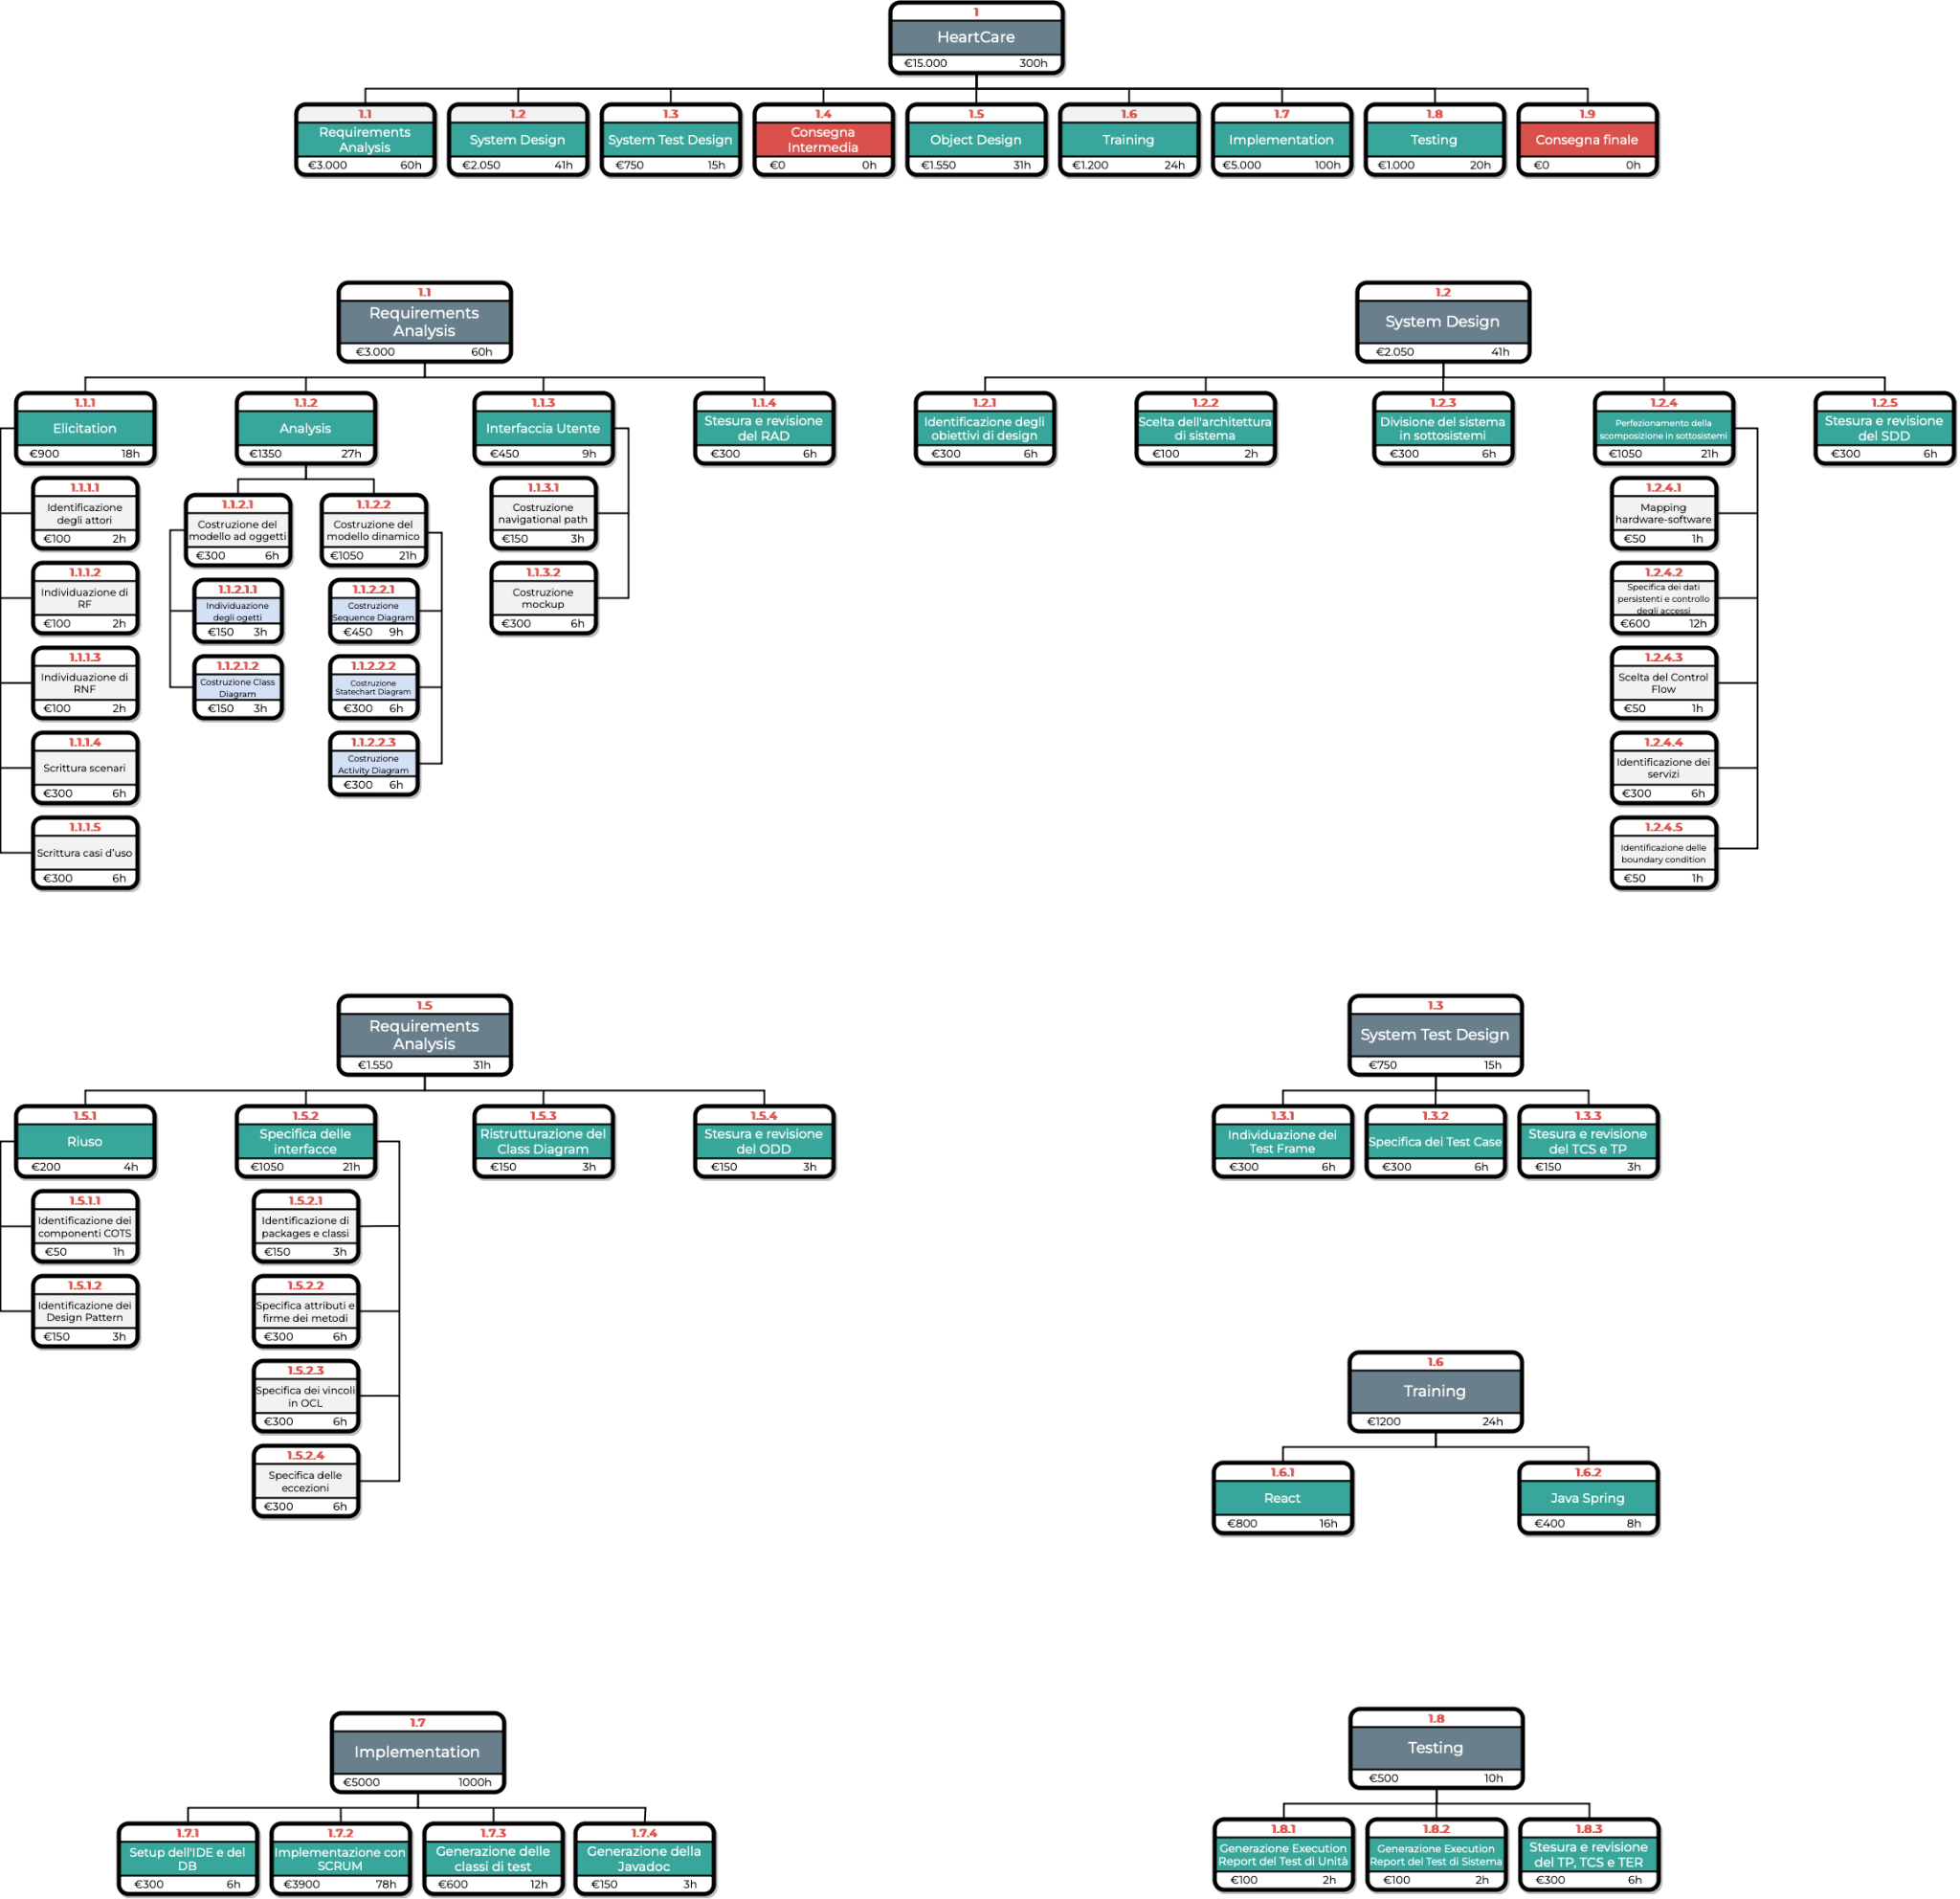 1
HeartCare
€15.000 300h
1.1
Requirements
Analysis
€3.000 60h
1.2
System Design
€2.050 41h
1.3
System Test Design
€750 15h
1.4
Consegna
Intermedia
€0 0h
1.5
Object Design
€1.550 31h
1.6
Training
€1.200 24h
1.7
Implementation
€5.000 100h
1.8
Testing
€1.000 20h
1.9
Consegna finale
€0 0h
1.1
Requirements
Analysis
€3.000 60h
1.1.1
Elicitation
€900 18h
1.1.1.1
Identificazione
degli attori
€100 2h
1.1.1.2
Individuazione di
RF
€100 2h
1.1.1.3
Individuazione di
RNF
€100 2h
1.1.1.4
Scrittura scenari
€300 6h
1.1.1.5
Scrittura casi d'uso
€300 6h
1.1.2
Analysis
€1350 27h
1.1.2.1
Costruzione del
modello ad oggetti
€300 6h
1.1.2.1.1
Individuazione
degli ogetti
€150 3h
1.1.2.1.2
Costruzione Class
Diagram
€150 3h
1.1.2.2
Costruzione del
modello dinamico
€1050 21h
1.1.2.2.1
Costruzione
Sequence Diagram
€450 9h
1.1.2.2.2
Costruzione
Statechart Diagram
€300 6h
1.1.2.2.3
Costruzione
Activity Diagram
€300 6h
1.1.3
Interfaccia Utente
€450 9h
1.1.3.1
Costruzione
navigational path
€150 3h
1.1.3.2
Costruzione
mockup
€300 6h
1.1.4
Stesura e revisione
del RAD
€300 6h
1.2
System Design
€2.050 41h
1.2.1
Identificazione degli
obiettivi di design
€300 6h
1.2.2
Scelta dell'architettura
di sistema
€100 2h
1.2.3
Divisione del sistema
in sottosistemi
€300 6h
1.2.4
Perfezionamento della
scomposizione in sottosistemi
€1050 21h
1.2.4.1
Mapping
hardware-software
€50 1h
1.2.4.2
Specifica dei dati
persistenti e controllo
degli accessi
€600 12h
1.2.4.3
Scelta del Control
Flow
€50 1h
1.2.4.4
Identificazione dei
servizi
€300 6h
1.2.4.5
Identificazione delle
boundary condition
€50 1h
1.2.5
Stesura e revisione
del SDD
€300 6h
1.5
Requirements
Analysis
€1.550 31h
1.5.1
Riuso
€200 4h
1.5.1.1
Identificazione dei
componenti COTS
€50 1h
1.5.1.2
Identificazione dei
Design Pattern
€150 3h
1.5.2
Specifica delle
interfacce
€1050 21h
1.5.2.1
Identificazione di
packages e classi
€150 3h
1.5.2.2
Specifica attributi e
firme dei metodi
€300 6h
1.5.2.3
Specifica dei vincoli
in OCL
€300 6h
1.5.2.4
Specifica delle
eccezioni
€300 6h
1.5.3
Ristrutturazione del
Class Diagram
€150 3h
1.5.4
Stesura e revisione
del ODD
€150 3h
1.3
System Test Design
€750 15h
1.3.1
Individuazione dei
Test Frame
€300 6h
1.3.2
Specifica dei Test Case
€300 6h
1.3.3
Stesura e revisione
del TCS e TP
€150 3h
1.6
Training
€1200 24h
1.6.1
React
€800 16h
1.6.2
Java Spring
€400 8h
1.7
Implementation
€5000 1000h
1.7.1
Setup dell'IDE e del
DB
€300 6h
1.7.2
Implementazione con
SCRUM
€3900 78h
1.7.3
Generazione delle
classi di test
€600 12h
1.7.4
Generazione della
Javadoc
€150 3h
1.8
Testing
€500 10h
1.8.1
Generazione Execution
Report del Test di Unità
€100 2h
1.8.2
Generazione Execution
Report del Test di Sistema
€100 2h
1.8.3
Stesura e revisione
del TP, TCS e TER
€300 6h